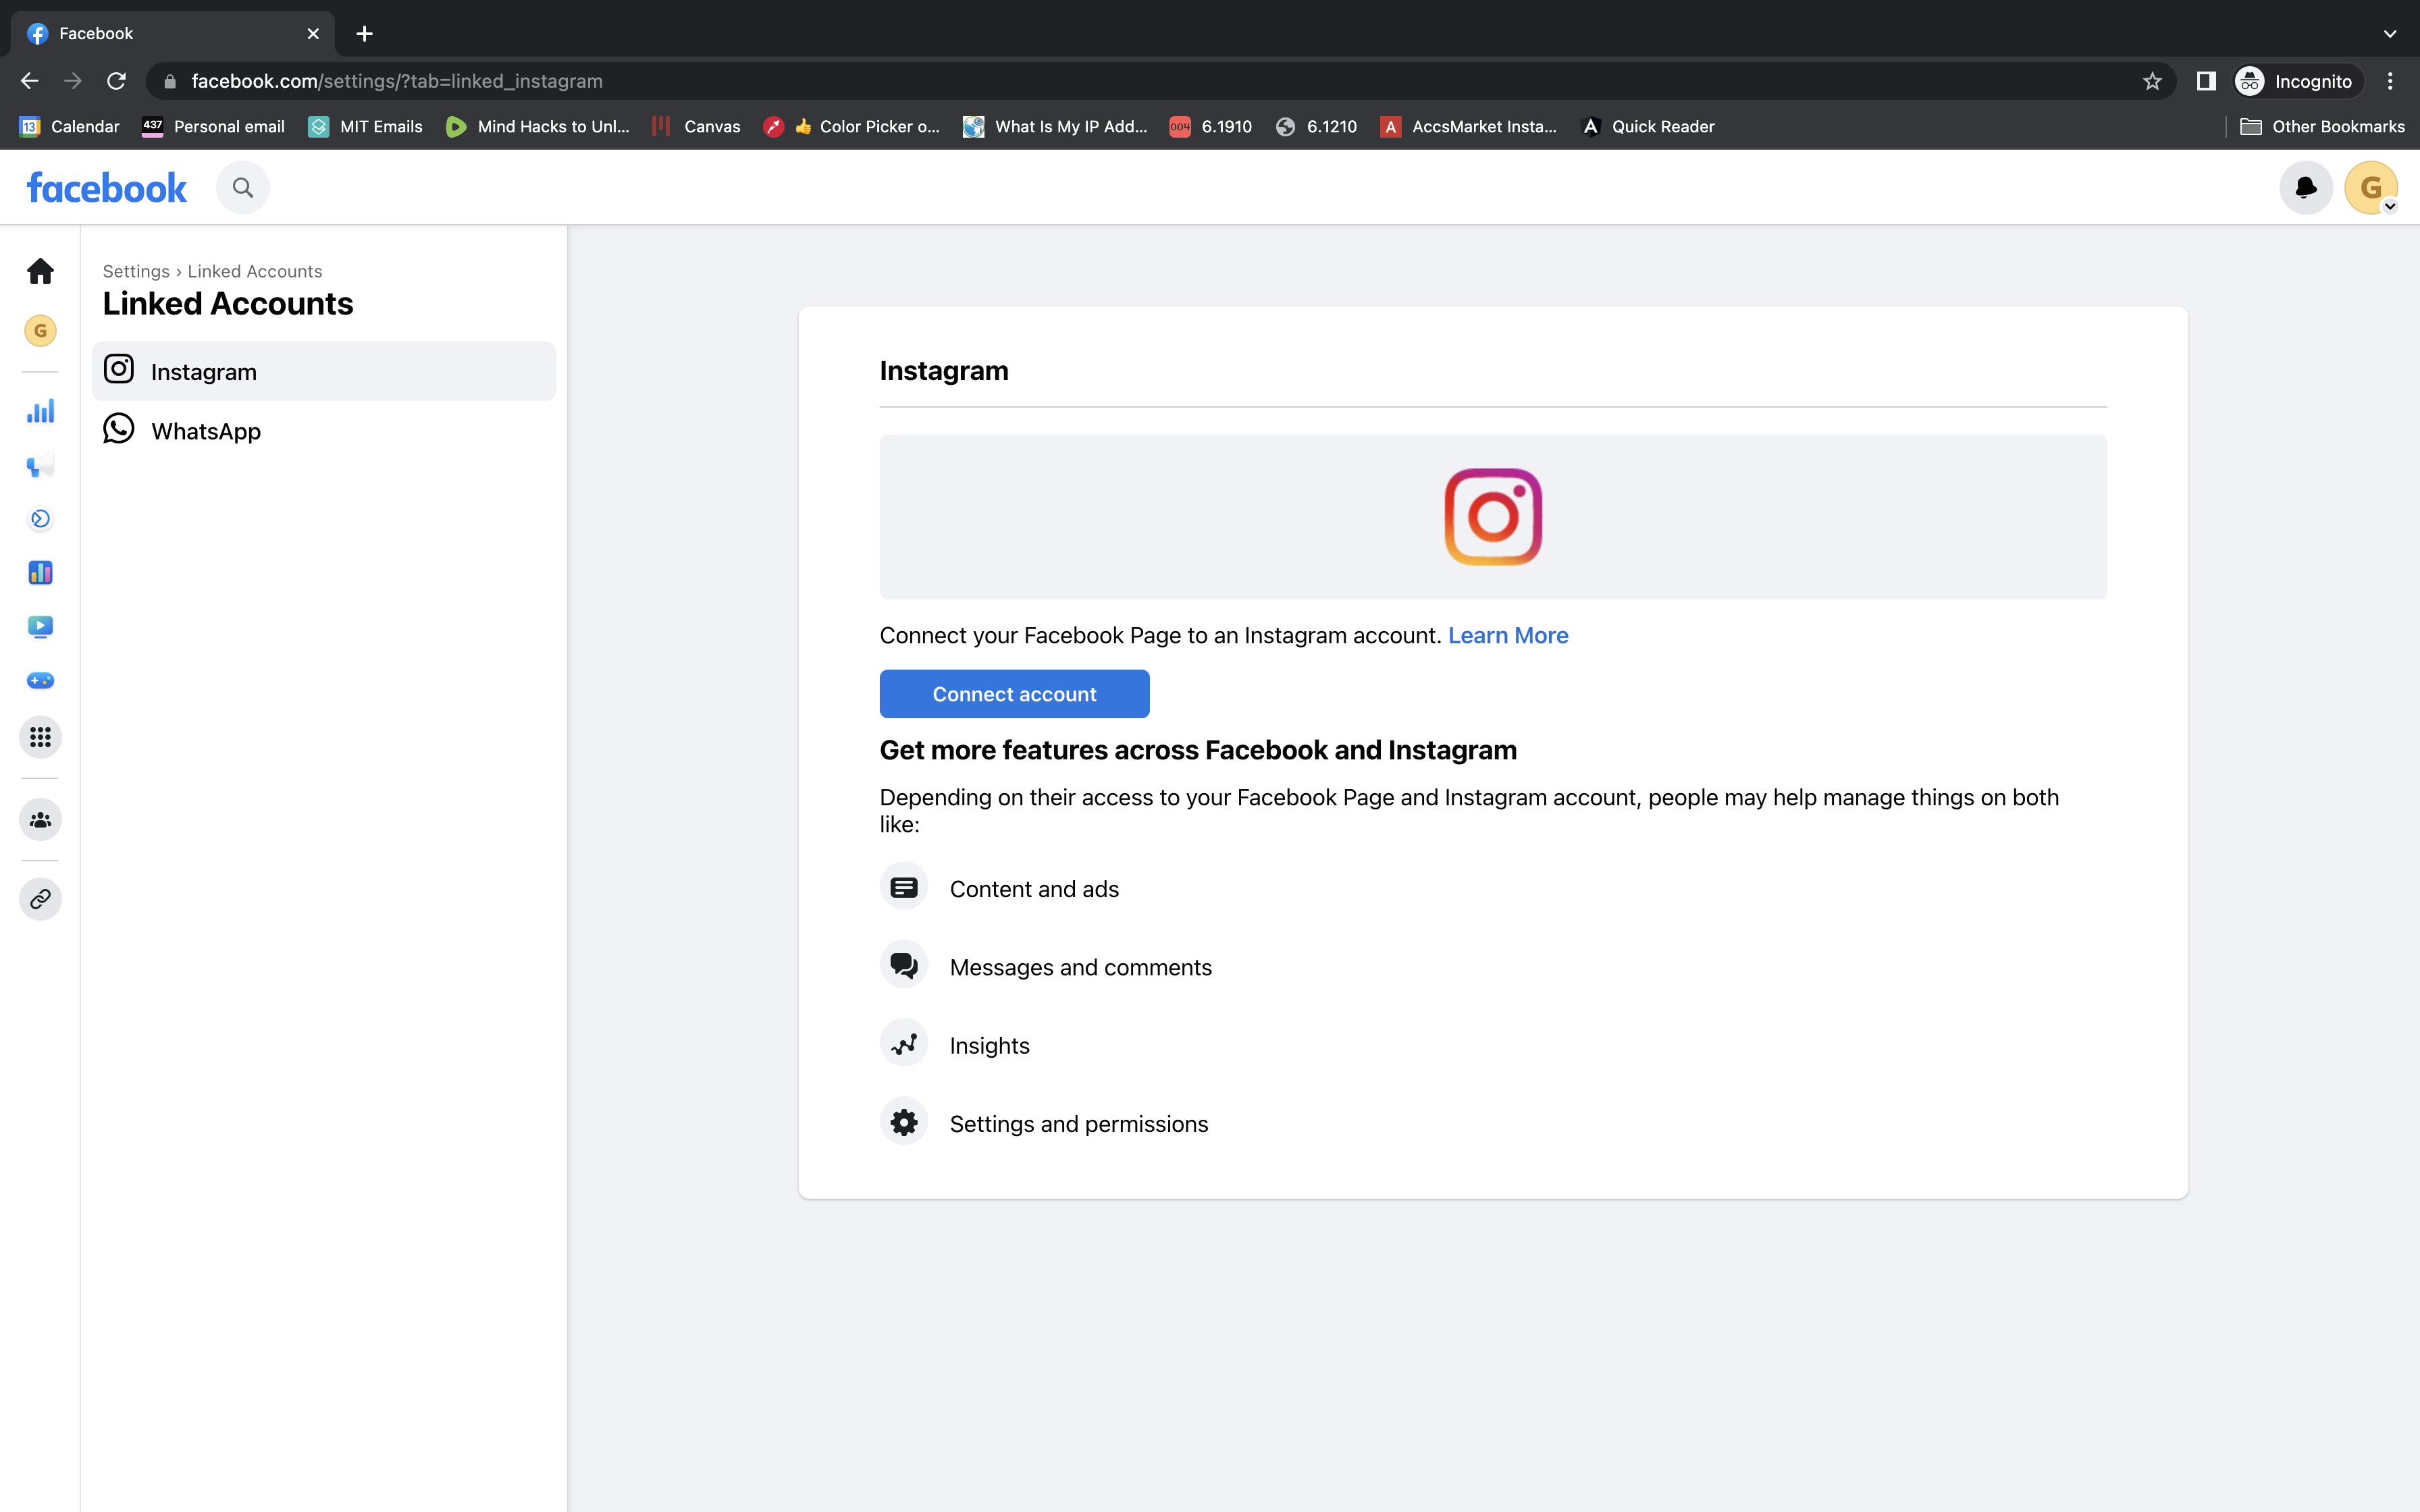 Facebook
facebook.com/settings/?tab=linked_instagram
Incognito
13 Calendar
437 Personal email
MIT Emails
Mind Hacks to Unl...
Canvas
👍 Color Picker o...
What Is My IP Add...
004 6.1910
6.1210
A AccsMarket Insta...
A Quick Reader
Other Bookmarks
facebook
G
G
Settings › Linked Accounts
Linked Accounts
Instagram
WhatsApp
Instagram
Connect your Facebook Page to an Instagram account. Learn More
Connect account
Get more features across Facebook and Instagram
Depending on their access to your Facebook Page and Instagram account, people may help manage things on both
like:
Content and ads
Messages and comments
Insights
Settings and permissions